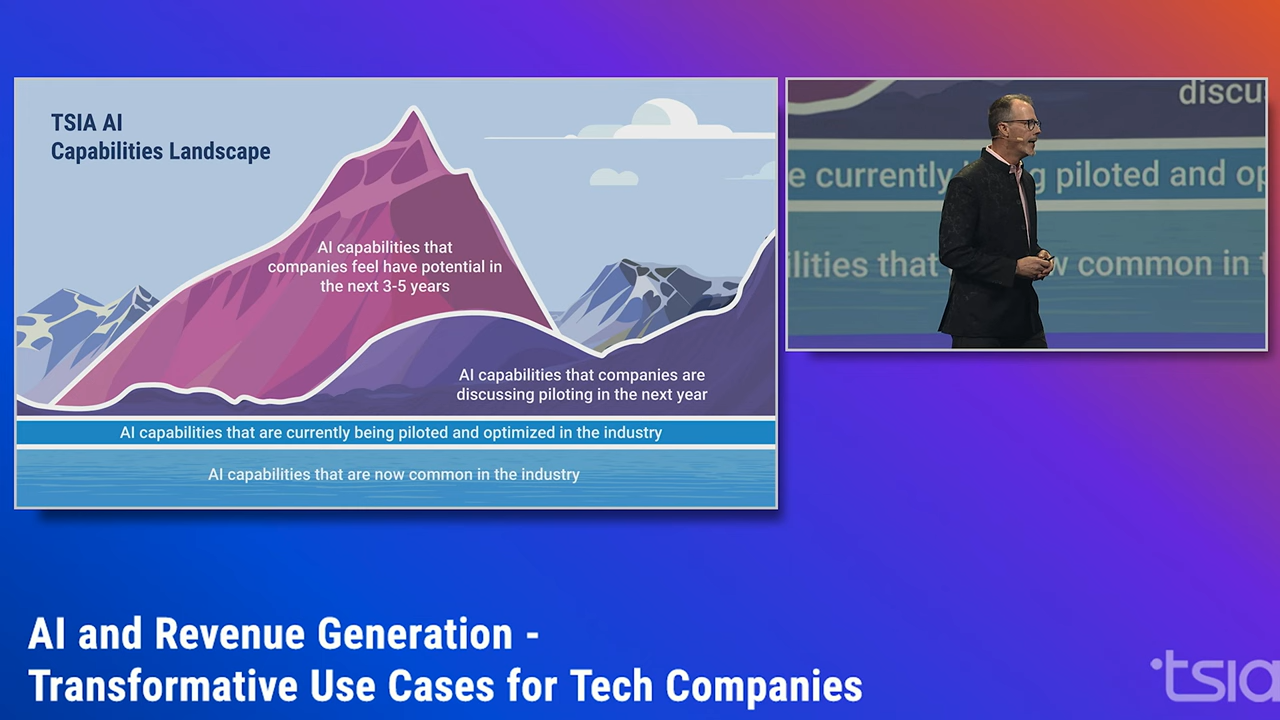 TSIA AI
Capabilities Landscape
AI capabilities that
companies feel have potential in
the next 3-5 years
AI capabilities that companies are
discussing piloting in the next year
AI capabilities that are currently being piloted and optimized in the industry
AI capabilities that are now common in the industry
discu
e currently g piloted and op
ilities that w common in t
AI and Revenue Generation -
Transformative Use Cases for Tech Companies
tsia